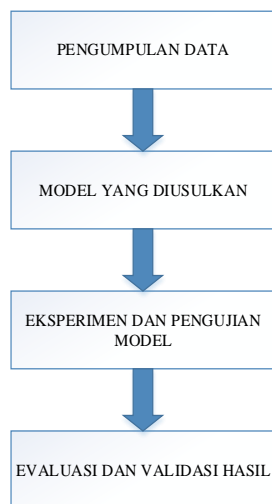 PENGUMPULAN DATA
MODEL YANG DIUSULKAN
EKSPERIMEN DAN PENGUJIAN
MODEL
EVALUASI DAN VALIDASI HASIL